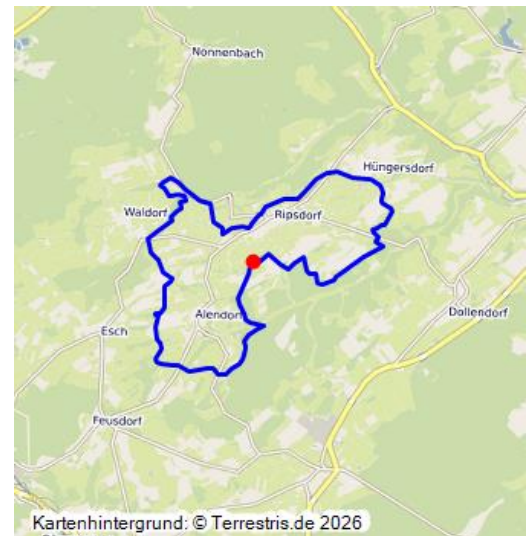 Nonnenbach
Hüngersdorf
Waldorf
Ripsdorf
Alendorf
Dollendorf
Esch
Feusdorf
Kartenhintergrund: © Terrestris.de 2026